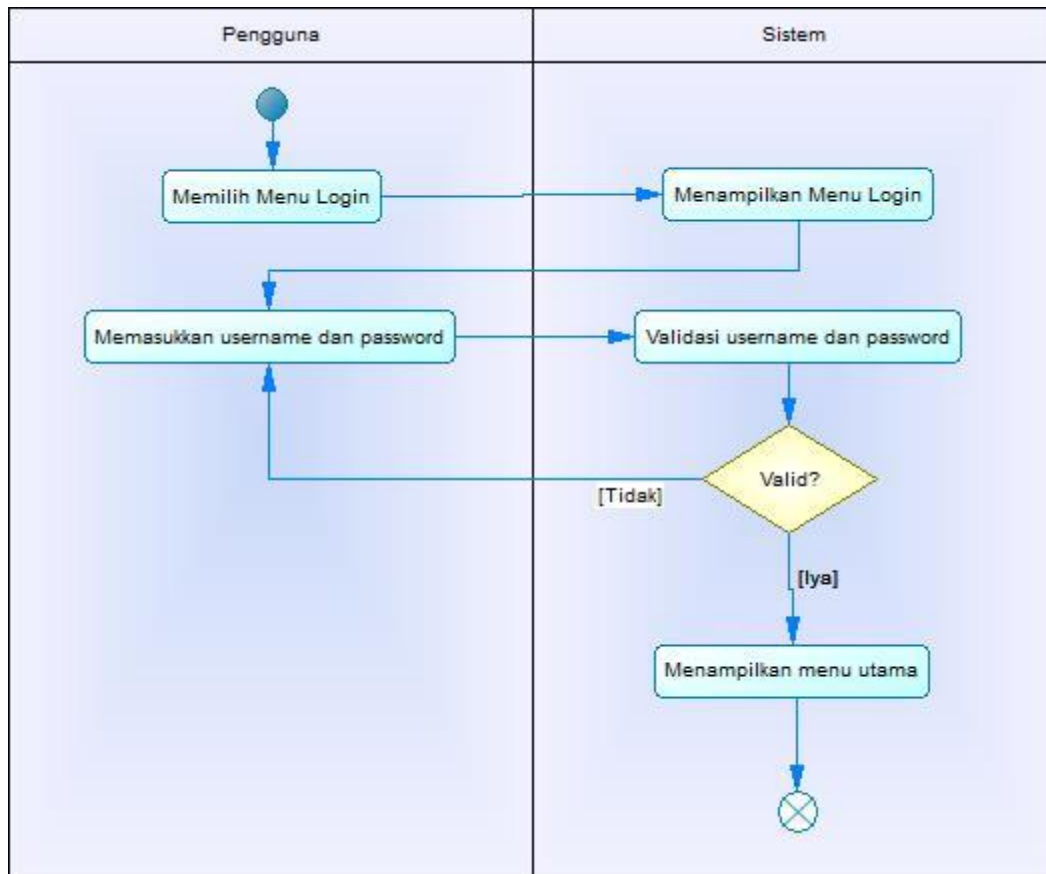 Pengguna
Sistem
Memilih Menu Login
Menampilkan Menu Login
Memasukkan username dan password
Validasi username dan password
Valid?
[Tidak]
[Iya]
Menampilkan menu utama